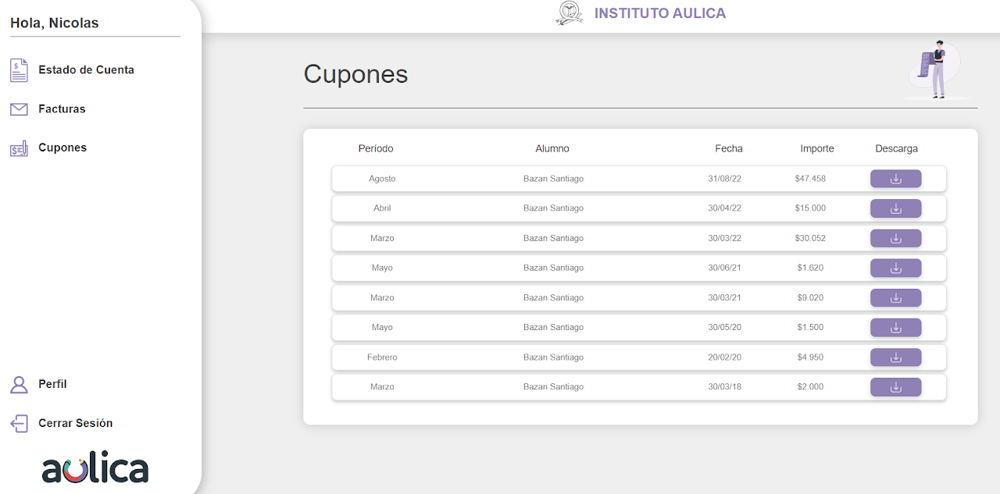 Hola, Nicolas
Estado de Cuenta
Facturas
Cupones
Perfil
Cerrar Sesión
aulica
INSTITUTO AULICA
Cupones
Período Alumno Fecha Importe Descarga
Agosto Bazan Santiago 31/08/22 $47.458
Abril Bazan Santiago 30/04/22 $15.000
Marzo Bazan Santiago 30/03/22 $30.052
Mayo Bazan Santiago 30/06/21 $1.620
Marzo Bazan Santiago 30/03/21 $9.020
Mayo Bazan Santiago 30/05/20 $1.500
Febrero Bazan Santiago 20/02/20 $4.950
Marzo Bazan Santiago 30/03/18 $2.000